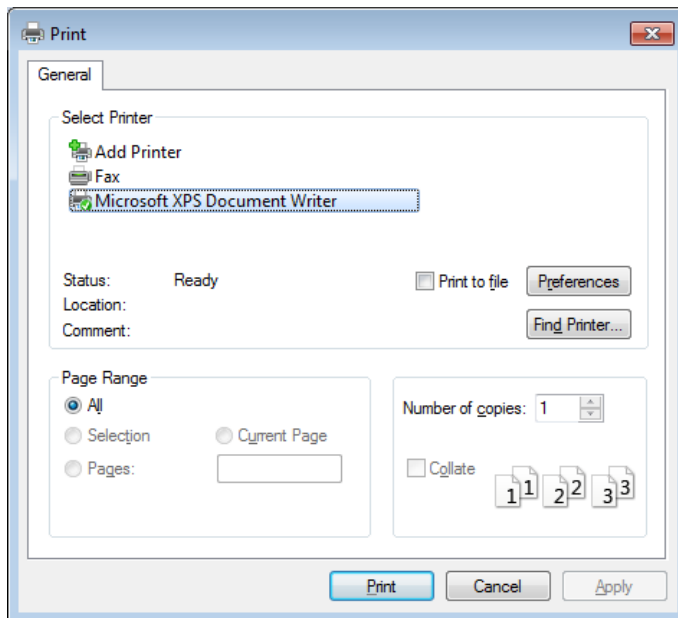 Print
General
Select Printer
Add Printer
Fax
Microsoft XPS Document Writer
Status: Ready
Print to file
Preferences
Location:
Comment:
Find Printer...
Page Range
All
Selection
Current Page
Pages:
Number of copies: 1
Collate
1 1 2 2 3 3
Print
Cancel
Apply